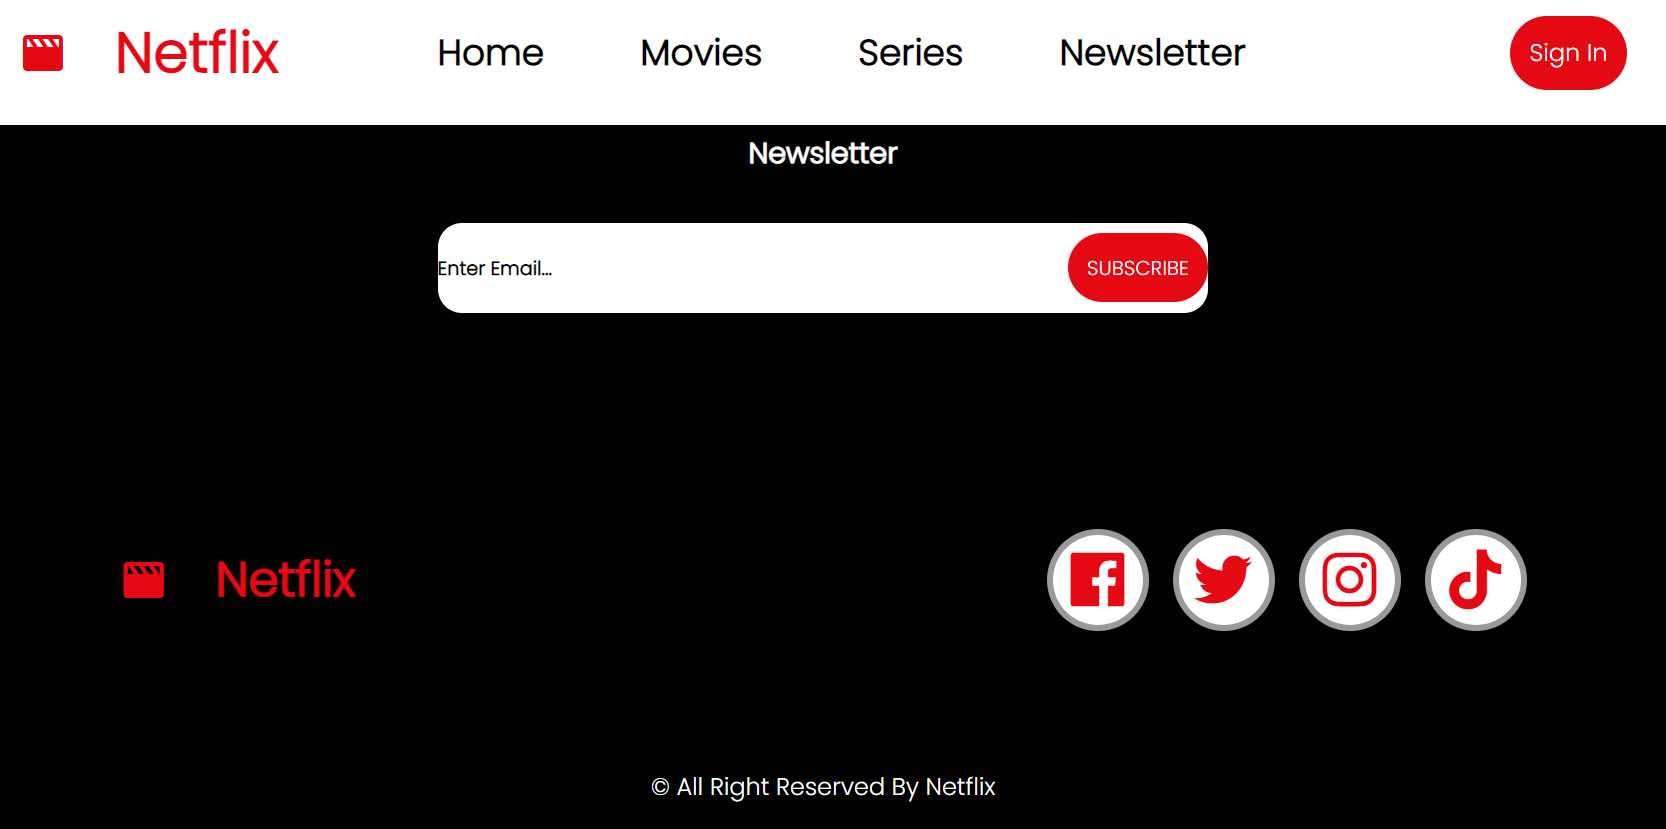 Netflix Home Movies Series Newsletter Sign In
Newsletter
Enter Email... SUBSCRIBE
Netflix
© All Right Reserved By Netflix